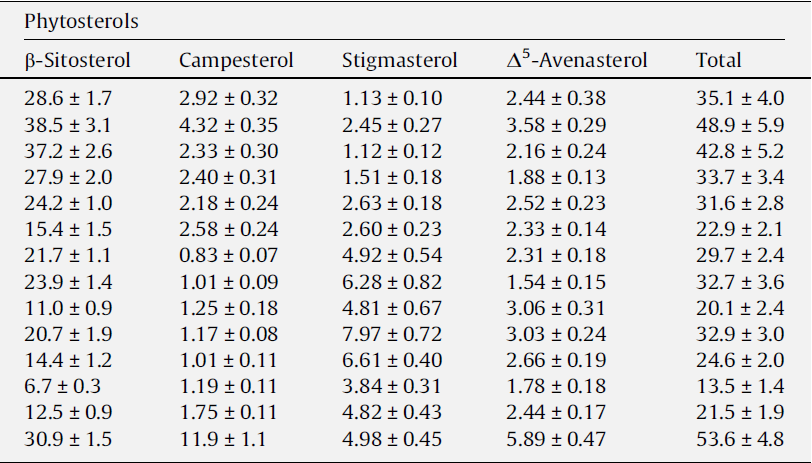 Phytosterols
β-Sitosterol Campesterol Stigmasterol Δ⁵-Avenasterol Total
28.6 ± 1.7 2.92 ± 0.32 1.13 ± 0.10 2.44 ± 0.38 35.1 ± 4.0
38.5 ± 3.1 4.32 ± 0.35 2.45 ± 0.27 3.58 ± 0.29 48.9 ± 5.9
37.2 ± 2.6 2.33 ± 0.30 1.12 ± 0.12 2.16 ± 0.24 42.8 ± 5.2
27.9 ± 2.0 2.40 ± 0.31 1.51 ± 0.18 1.88 ± 0.13 33.7 ± 3.4
24.2 ± 1.0 2.18 ± 0.24 2.63 ± 0.18 2.52 ± 0.23 31.6 ± 2.8
15.4 ± 1.5 2.58 ± 0.24 2.60 ± 0.23 2.33 ± 0.14 22.9 ± 2.1
21.7 ± 1.1 0.83 ± 0.07 4.92 ± 0.54 2.31 ± 0.18 29.7 ± 2.4
23.9 ± 1.4 1.01 ± 0.09 6.28 ± 0.82 1.54 ± 0.15 32.7 ± 3.6
11.0 ± 0.9 1.25 ± 0.18 4.81 ± 0.67 3.06 ± 0.31 20.1 ± 2.4
20.7 ± 1.9 1.17 ± 0.08 7.97 ± 0.72 3.03 ± 0.24 32.9 ± 3.0
14.4 ± 1.2 1.01 ± 0.11 6.61 ± 0.40 2.66 ± 0.19 24.6 ± 2.0
6.7 ± 0.3 1.19 ± 0.11 3.84 ± 0.31 1.78 ± 0.18 13.5 ± 1.4
12.5 ± 0.9 1.75 ± 0.11 4.82 ± 0.43 2.44 ± 0.17 21.5 ± 1.9
30.9 ± 1.5 11.9 ± 1.1 4.98 ± 0.45 5.89 ± 0.47 53.6 ± 4.8